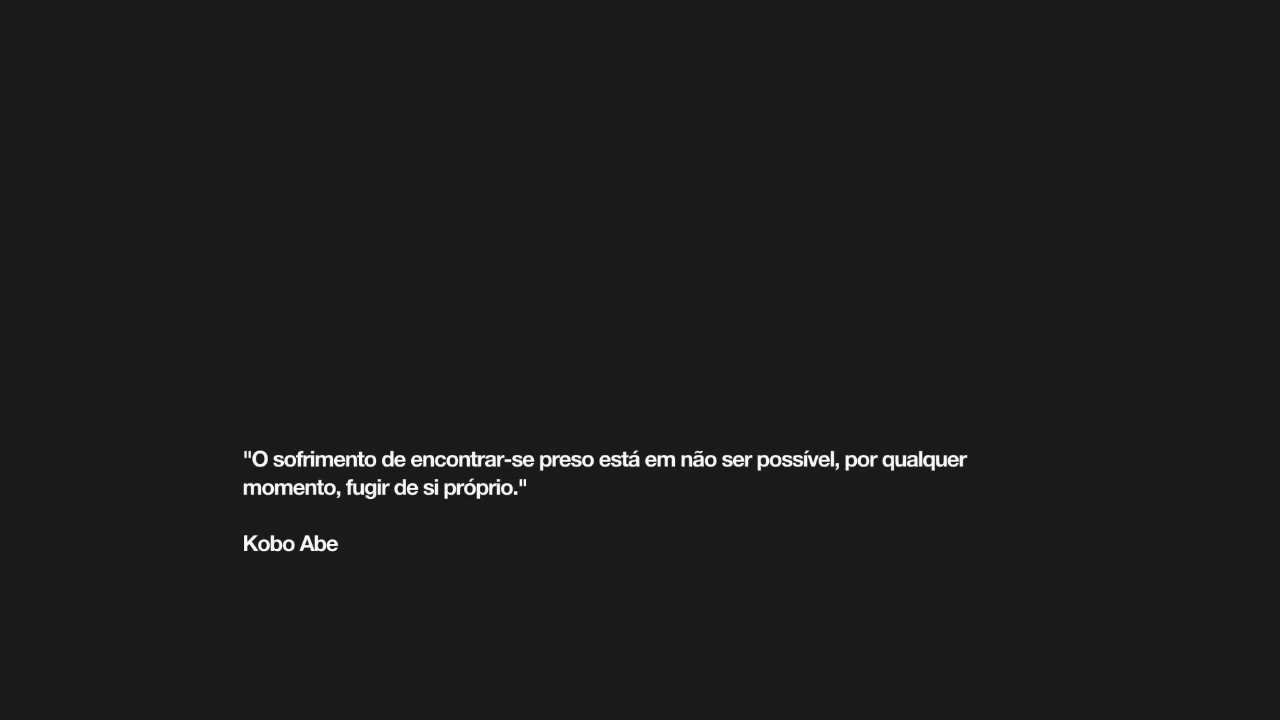 "O sofrimento de encontrar-se preso está em não ser possível, por qualquer
momento, fugir de si próprio."
Kobo Abe